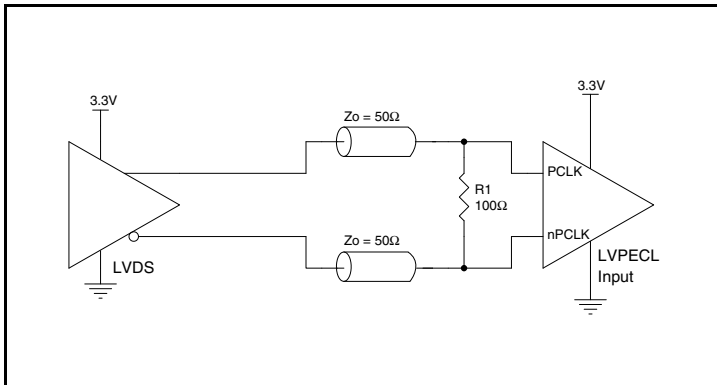 3.3V
3.3V
Zo = 50Ω
PCLK
R1
100Ω
nPCLK
Zo = 50Ω
LVDS
LVPECL
Input